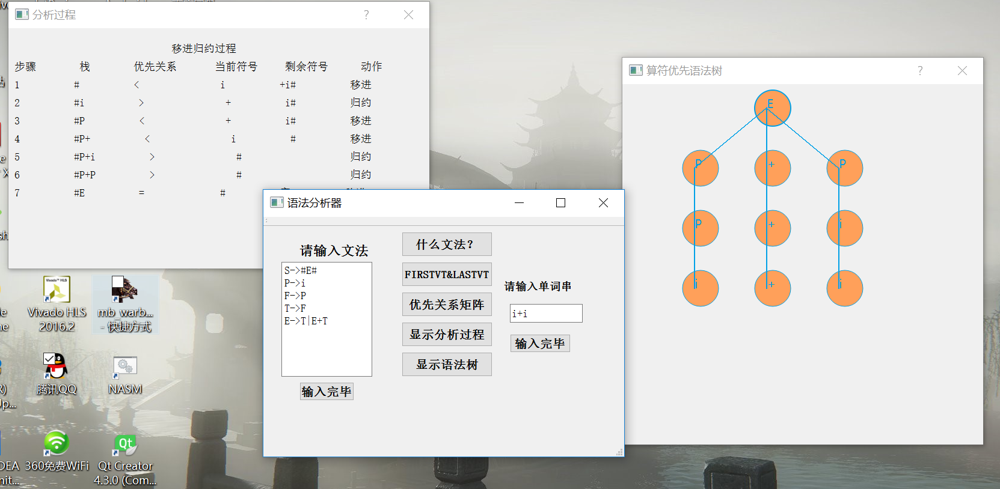 分析过程
移进归约过程
步骤 栈 优先关系 当前符号 剩余符号 动作
1 # < i +i# 移进
2 #i > + i# 归约
3 #P < + i# 移进
4 #P+ < i # 移进
5 #P+i > # 归约
6 #P+P > # 归约
7 #E = #
算符优先语法树
E
P + P
P + i
i + i
语法分析器
请输入文法
S->#E#
P->i
F->P
T->F
E->T|E+T
输入完毕
什么文法?
FIRSTVT&LASTVT
优先关系矩阵
显示分析过程
显示语法树
请输入单词串
i+i
输入完毕
Vivado HLS
Vivado HLS
2016.2
mb_warb...
- 快捷方式
腾讯QQ
NASM
360免费WiFi
Qt
Qt Creator
4.3.0 (Com...